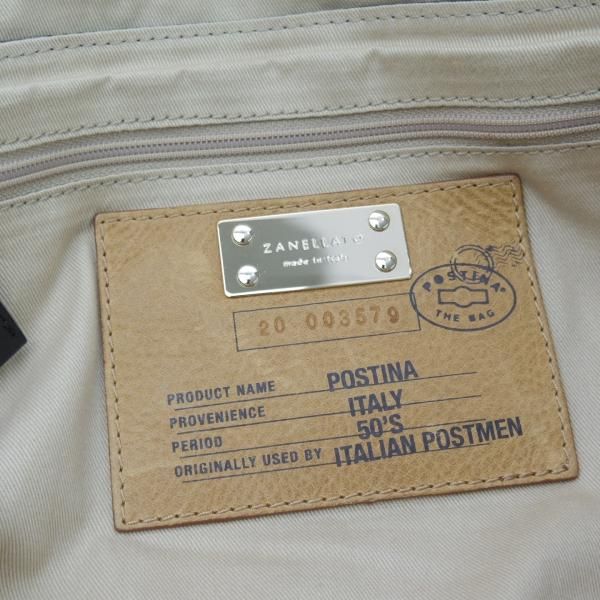 ZANELLATO
made in Italy
20 003579
POSTINA®
THE BAG
PRODUCT NAME POSTINA
PROVENIENCE ITALY
PERIOD 50'S
ORIGINALLY USED BY ITALIAN POSTMEN